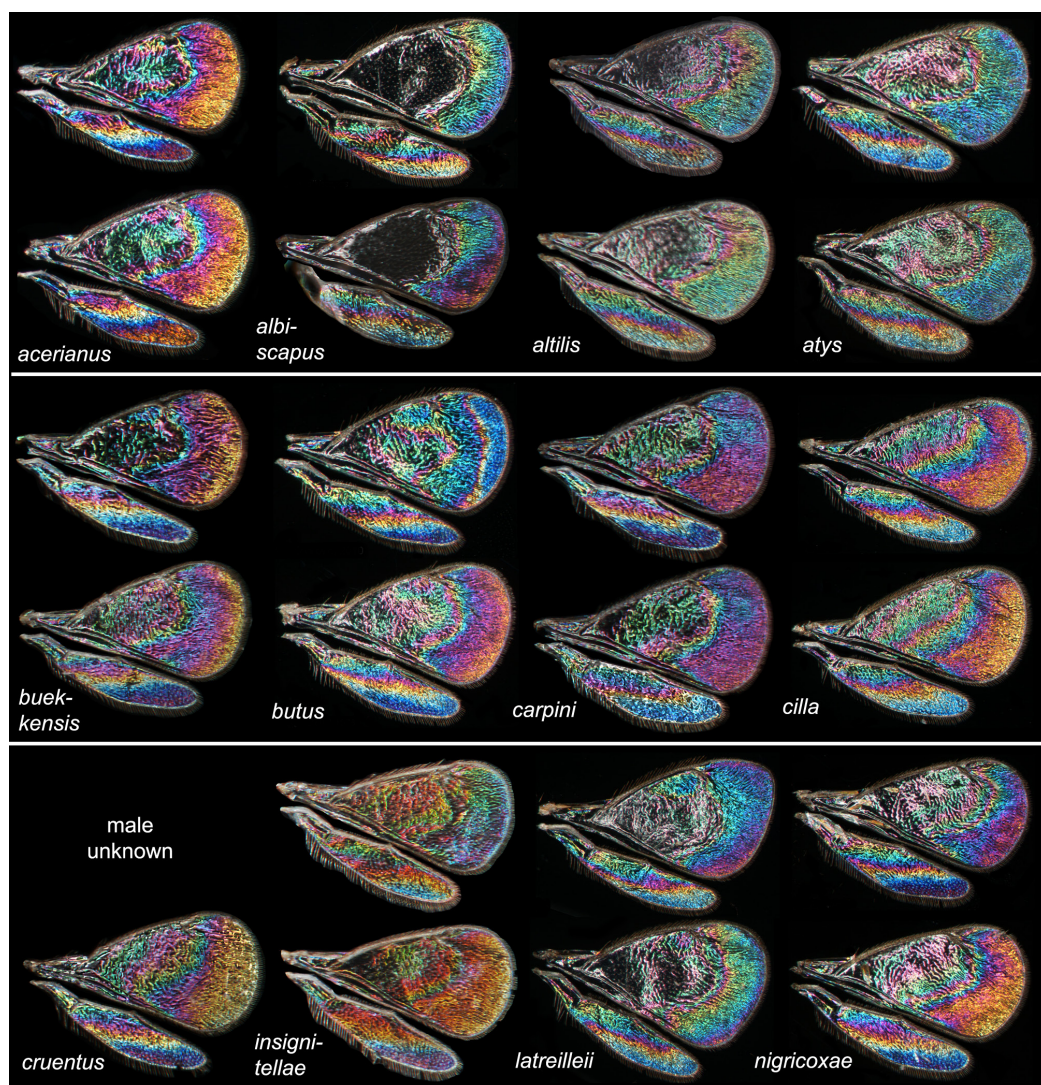 acerianus
albi-
scapus
altilis
atys
buek-
kensis
butus
carpini
cilla
male
unknown
cruentus
insigni-
tellae
latreilleii
nigricoxae